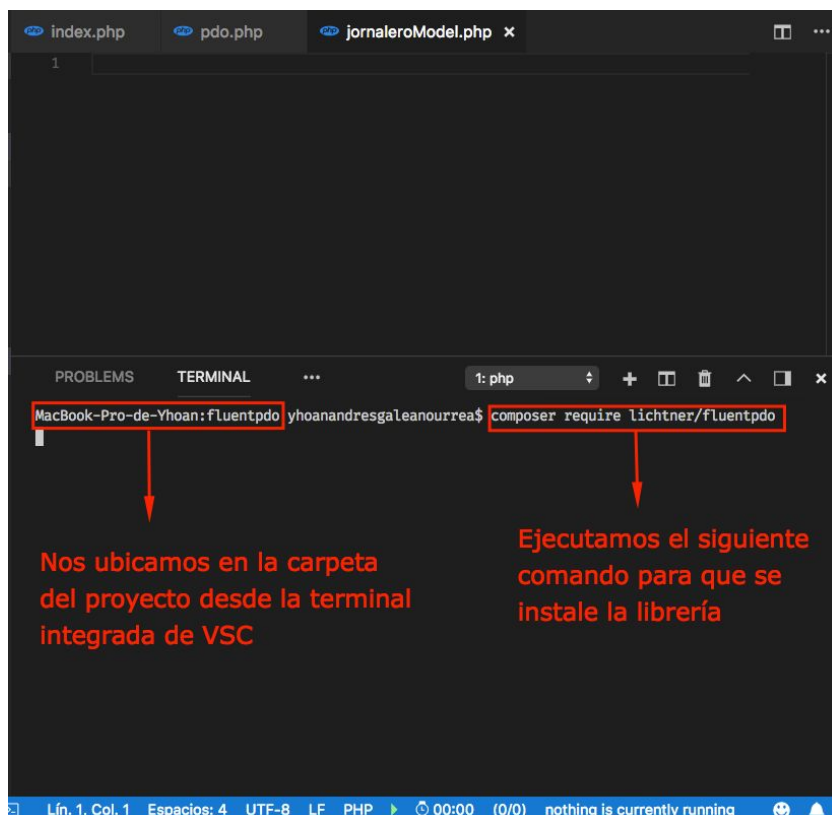 index.php pdo.php jornaleroModel.php ×
1
PROBLEMS TERMINAL ··· 1: php
MacBook-Pro-de-Yhoan:fluentpdo yhoanandresgaleanourrea$ composer require lichtner/fluentpdo
Nos ubicamos en la carpeta
del proyecto desde la terminal
integrada de VSC
Ejecutamos el siguiente
comando para que se
instale la librería
Lín. 1, Col. 1 Espacios: 4 UTF-8 LF PHP 00:00 (0/0) nothing is currently running